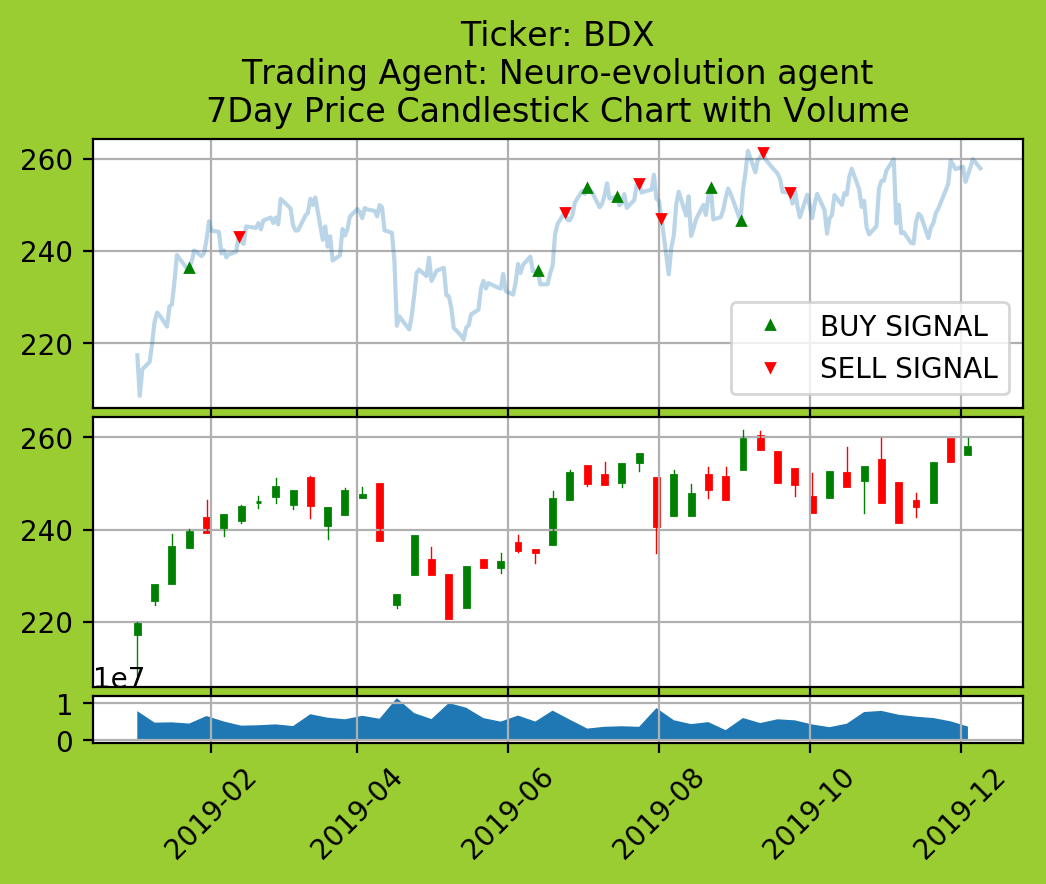 Ticker: BDX
Trading Agent: Neuro-evolution agent
7Day Price Candlestick Chart with Volume
260
240
220
BUY SIGNAL
SELL SIGNAL
260
240
220
1e7
1
0
2019-02
2019-04
2019-06
2019-08
2019-10
2019-12